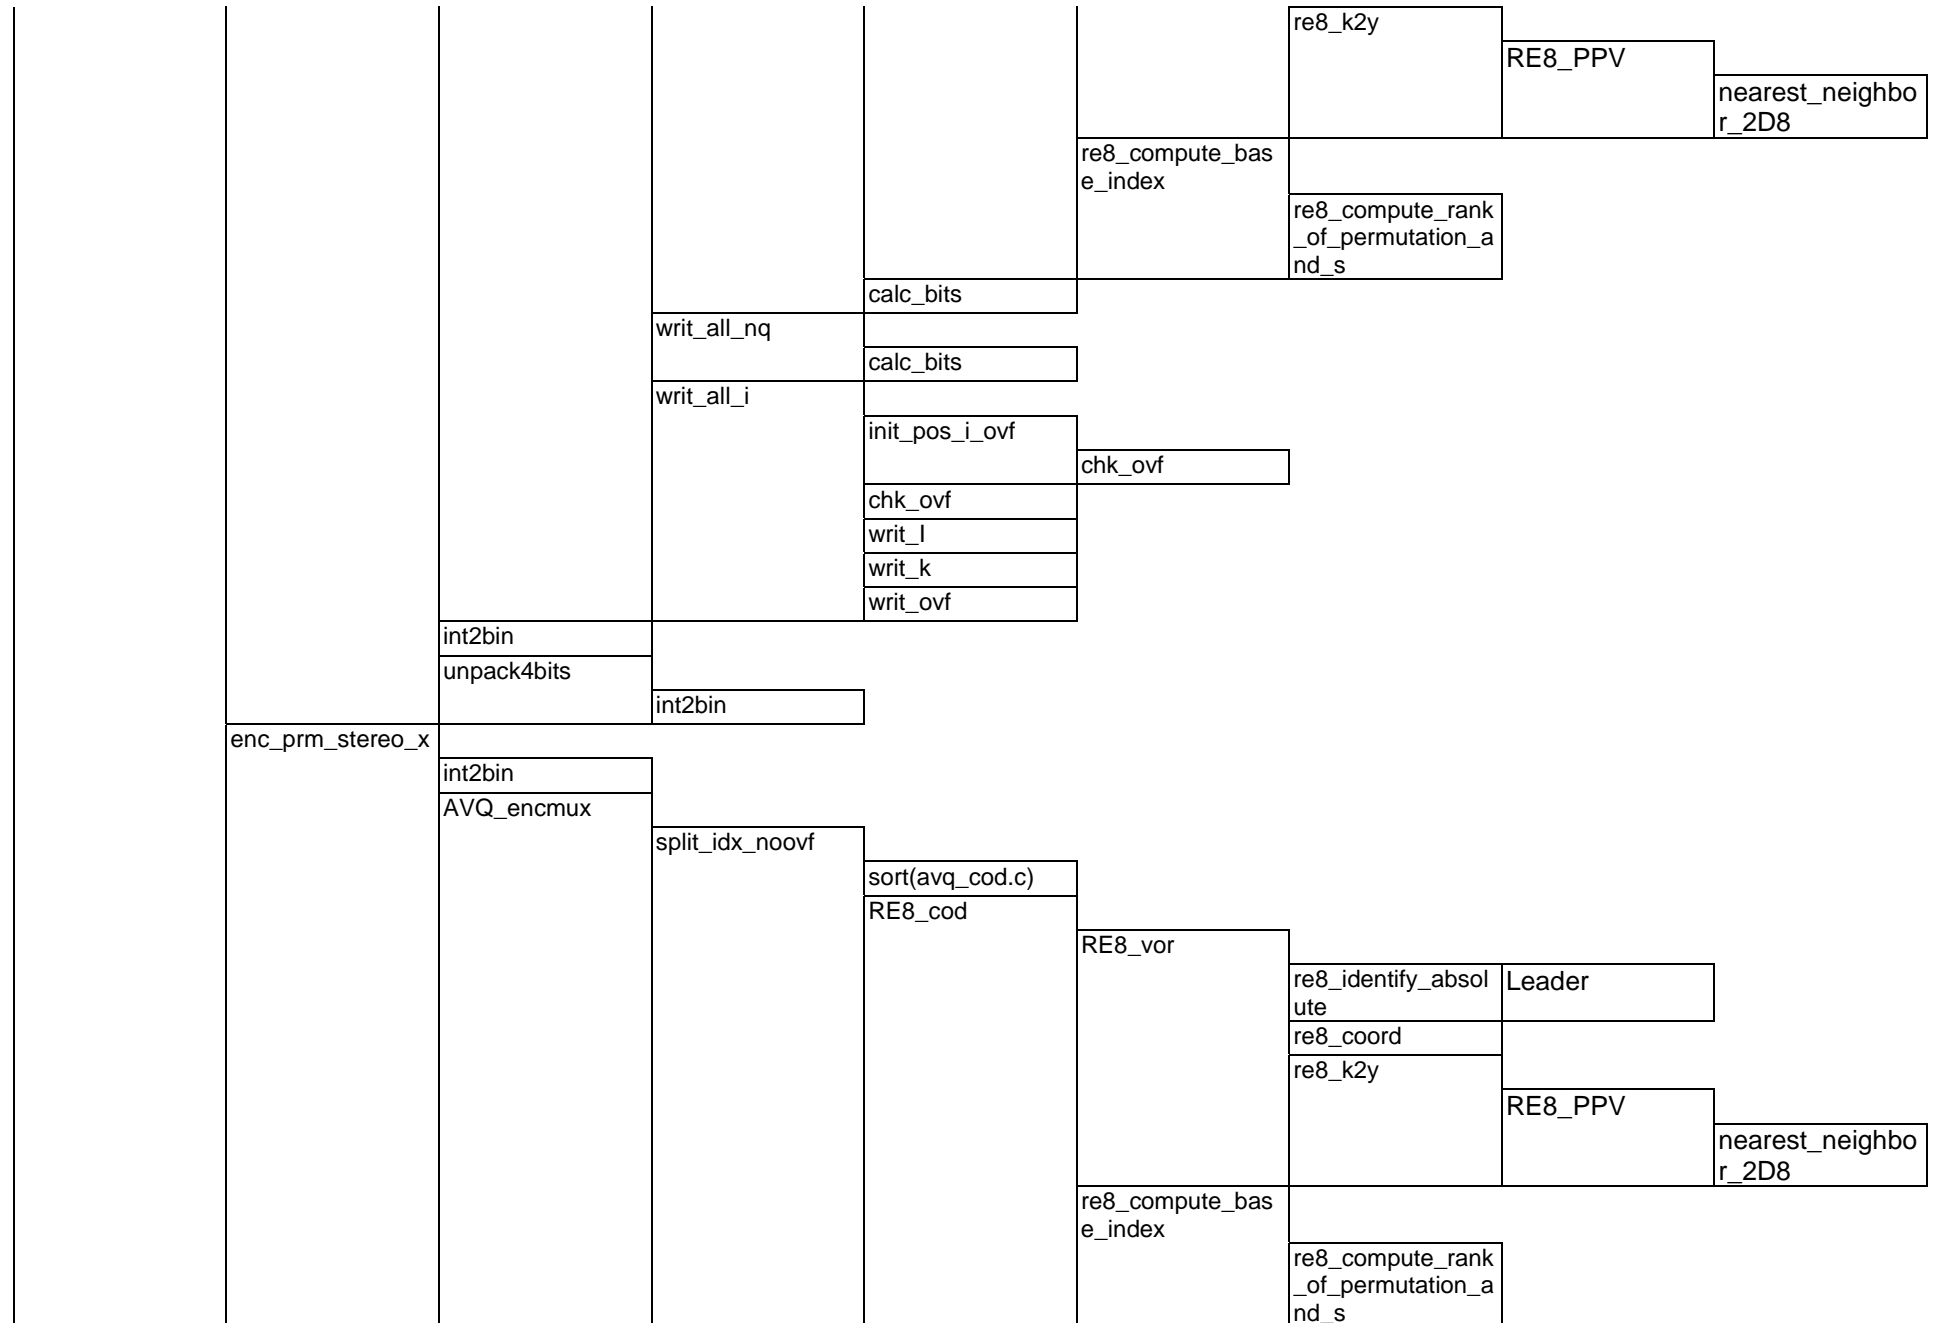 re8_k2y
RE8_PPV
nearest_neighbo
r_2D8
re8_compute_bas
e_index
re8_compute_rank
_of_permutation_a
nd_s
calc_bits
writ_all_nq
calc_bits
writ_all_i
init_pos_i_ovf
chk_ovf
chk_ovf
writ_I
writ_k
writ_ovf
int2bin
unpack4bits
int2bin
enc_prm_stereo_x
int2bin
AVQ_encmux
split_idx_noovf
sort(avq_cod.c)
RE8_cod
RE8_vor
re8_identify_absol
ute
Leader
re8_coord
re8_k2y
RE8_PPV
nearest_neighbo
r_2D8
re8_compute_bas
e_index
re8_compute_rank
_of_permutation_a
nd_s